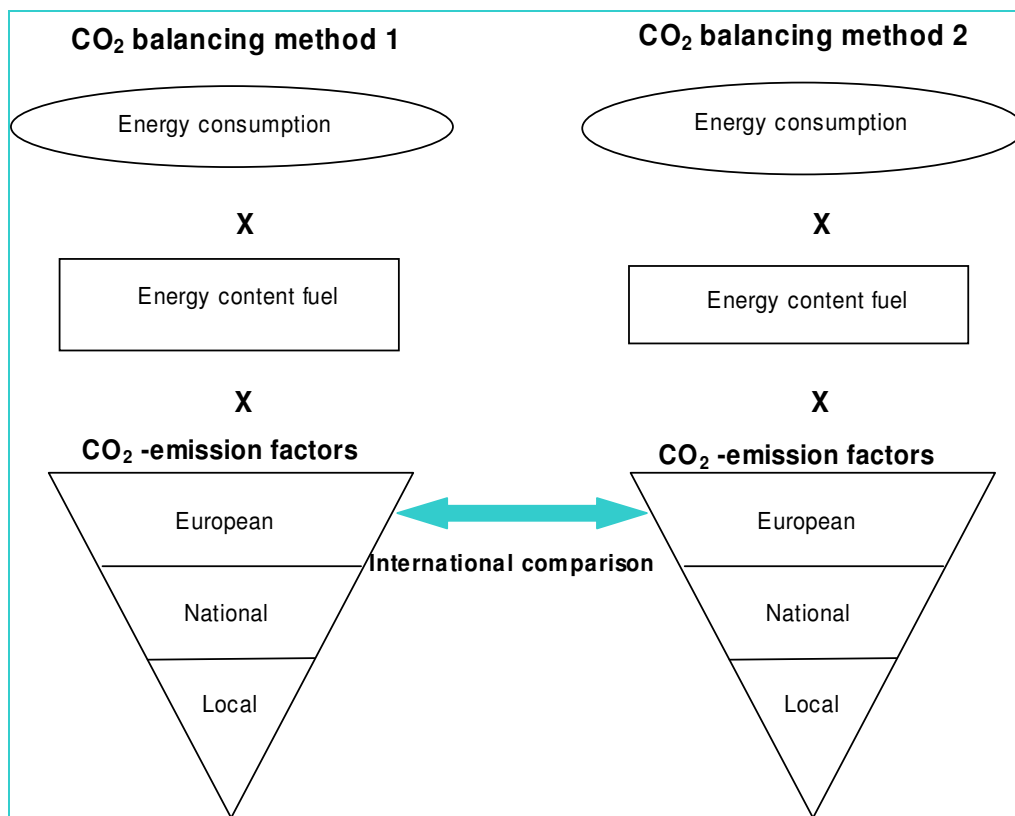 CO₂ balancing method 1
Energy consumption
X
Energy content fuel
X
CO₂ -emission factors
European
National
Local
International comparison
CO₂ balancing method 2
Energy consumption
X
Energy content fuel
X
CO₂ -emission factors
European
National
Local